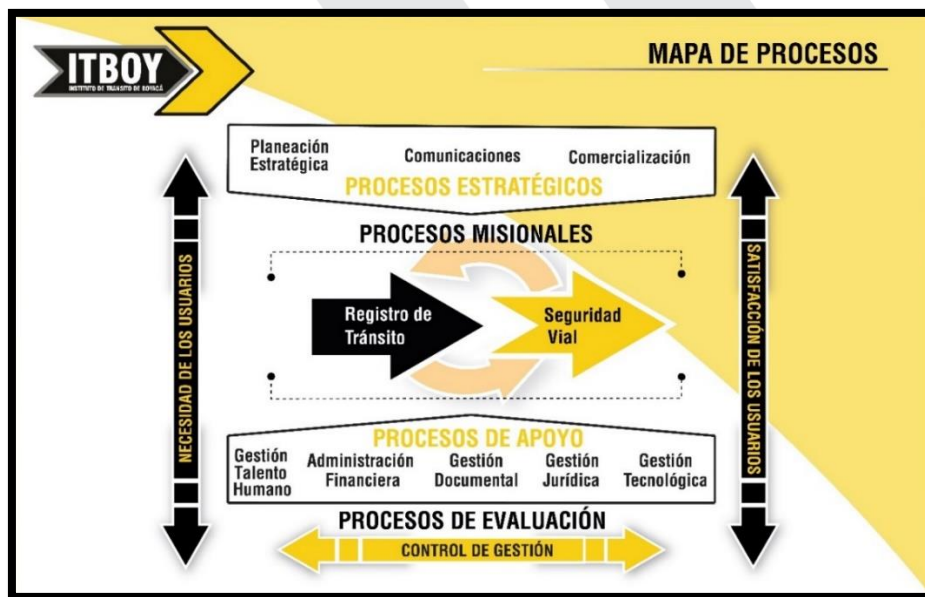 ITBOY
INSTITUTO DE TRÁNSITO DE BOYACÁ
MAPA DE PROCESOS
Planeación
Estratégica
Comunicaciones
Comercialización
PROCESOS ESTRATÉGICOS
PROCESOS MISIONALES
NECESIDAD DE LOS USUARIOS
Registro de
Tránsito
Seguridad
Vial
SATISFACCIÓN DE LOS USUARIOS
PROCESOS DE APOYO
Gestión
Talento
Humano
Administración
Financiera
Gestión
Documental
Gestión
Jurídica
Gestión
Tecnológica
PROCESOS DE EVALUACIÓN
CONTROL DE GESTIÓN